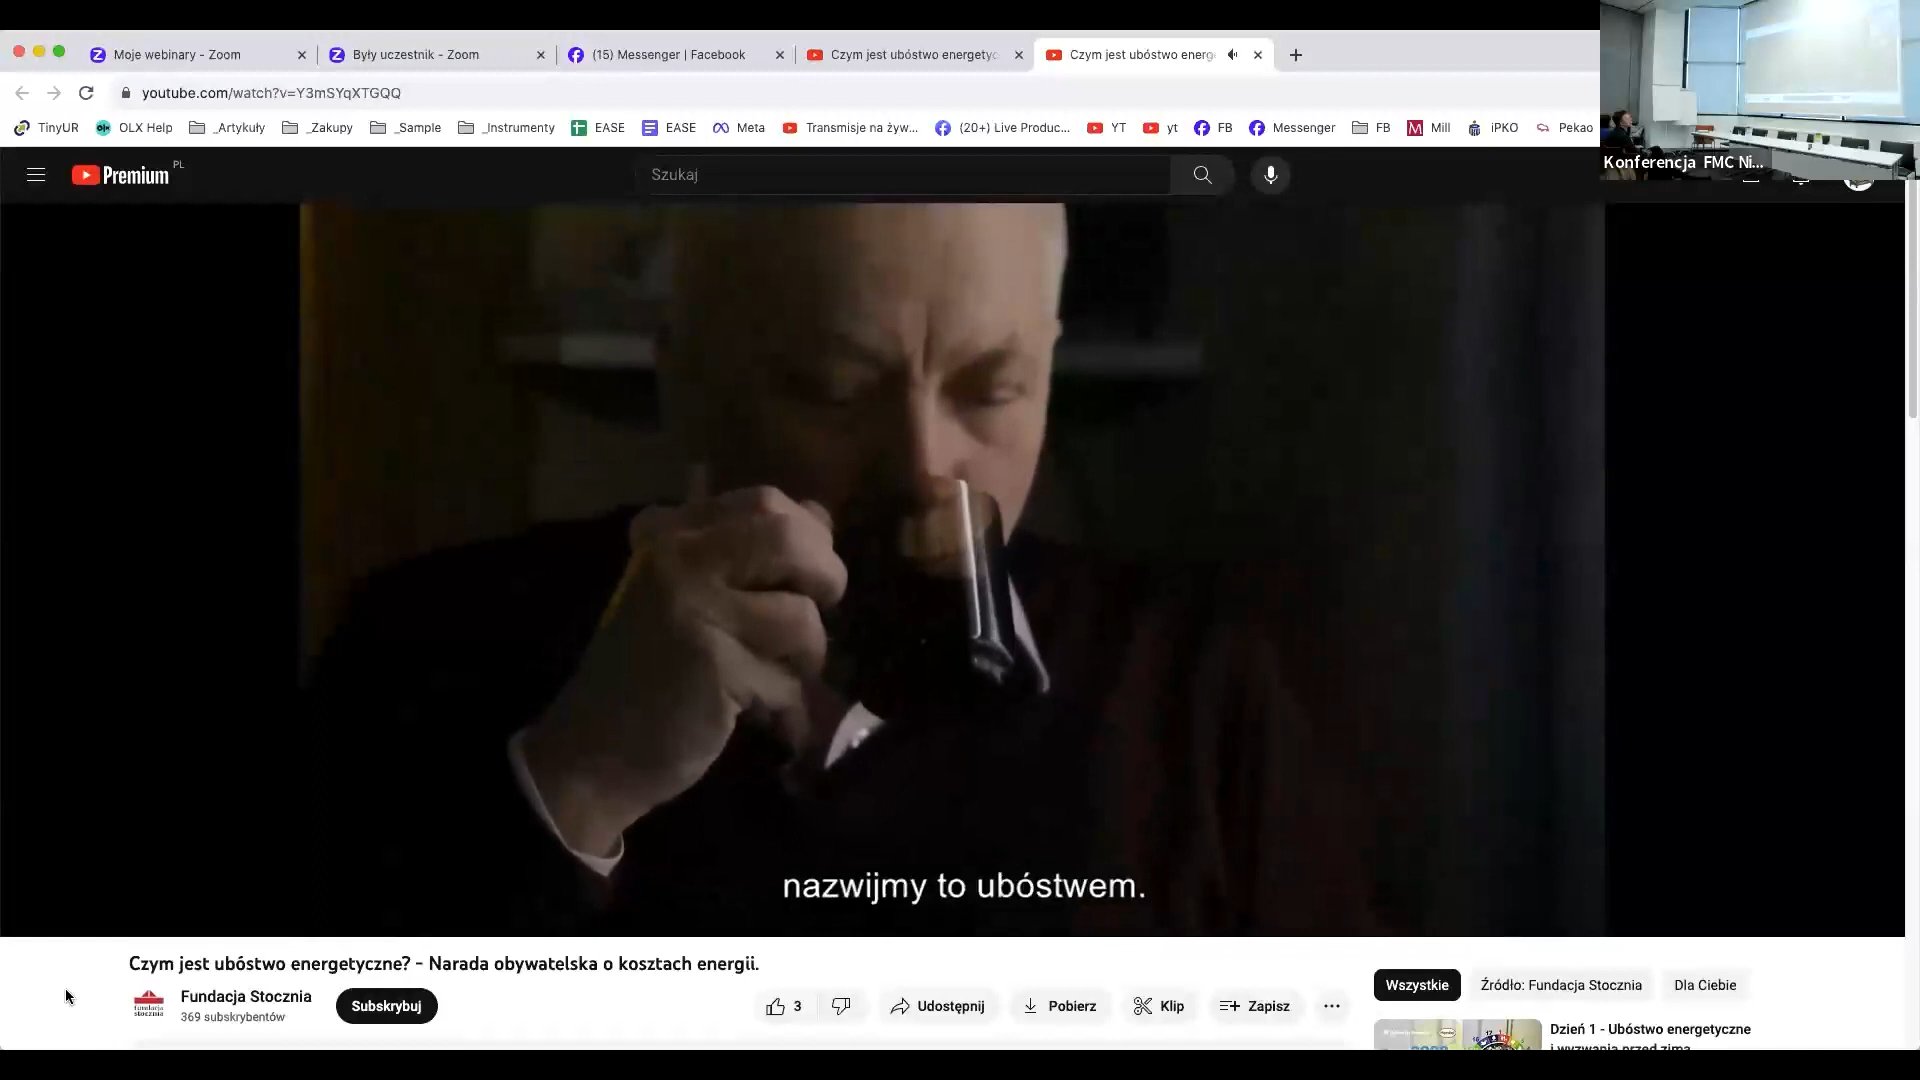 Moje webinary - Zoom
Były uczestnik - Zoom
(15) Messenger | Facebook
Czym jest ubóstwo energetyc
Czym jest ubóstwo energ
youtube.com/watch?v=Y3mSYqXTGQQ
TinyUR
OLX Help
_Artykuły
_Zakupy
_Sample
_Instrumenty
EASE
EASE
Meta
Transmisje na żyw...
(20+) Live Produc...
YT
yt
FB
Messenger
FB
Mill
iPKO
Pekao
Konferencja FMC Ni...
Premium PL
Szukaj
nazwijmy to ubóstwem.
Czym jest ubóstwo energetyczne? - Narada obywatelska o kosztach energii.
Fundacja Stocznia
369 subskrybentów
Subskrybuj
3
Udostępnij
Pobierz
Klip
Zapisz
Wszystkie
Źródło: Fundacja Stocznia
Dla Ciebie
Dzień 1 - Ubóstwo energetyczne
i wyzwania przed zimą